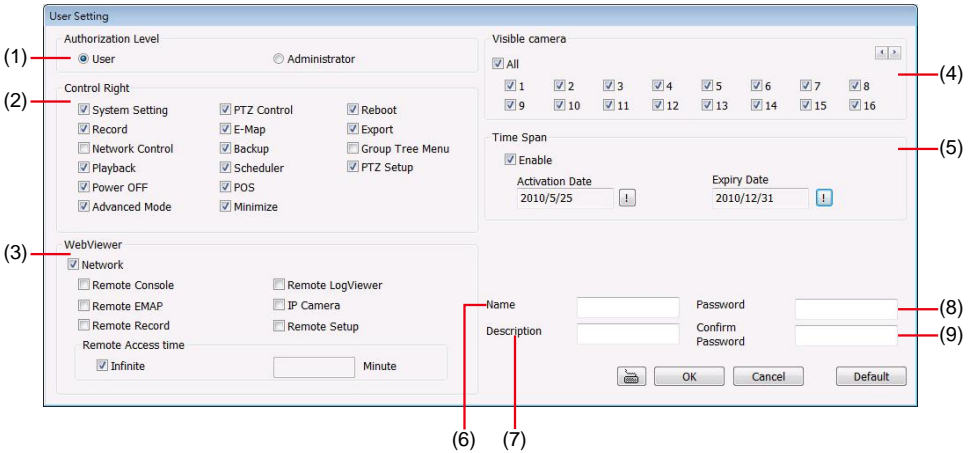 User Setting
Authorization Level
User
Administrator
(1)
Control Right
(2)
System Setting
PTZ Control
Reboot
Record
E-Map
Export
Network Control
Backup
Group Tree Menu
Playback
Scheduler
PTZ Setup
Power OFF
POS
Advanced Mode
Minimize
WebViewer
(3)
Network
Remote Console
Remote LogViewer
Remote EMAP
IP Camera
Remote Record
Remote Setup
Remote Access time
Infinite
Minute
Visible camera
All
(4)
1 2 3 4 5 6 7 8
9 10 11 12 13 14 15 16
Time Span
(5)
Enable
Activation Date
Expiry Date
2010/5/25
!
2010/12/31
!
Name
Password
(8)
Description
Confirm
Password
(9)
OK
Cancel
Default
(6)
(7)